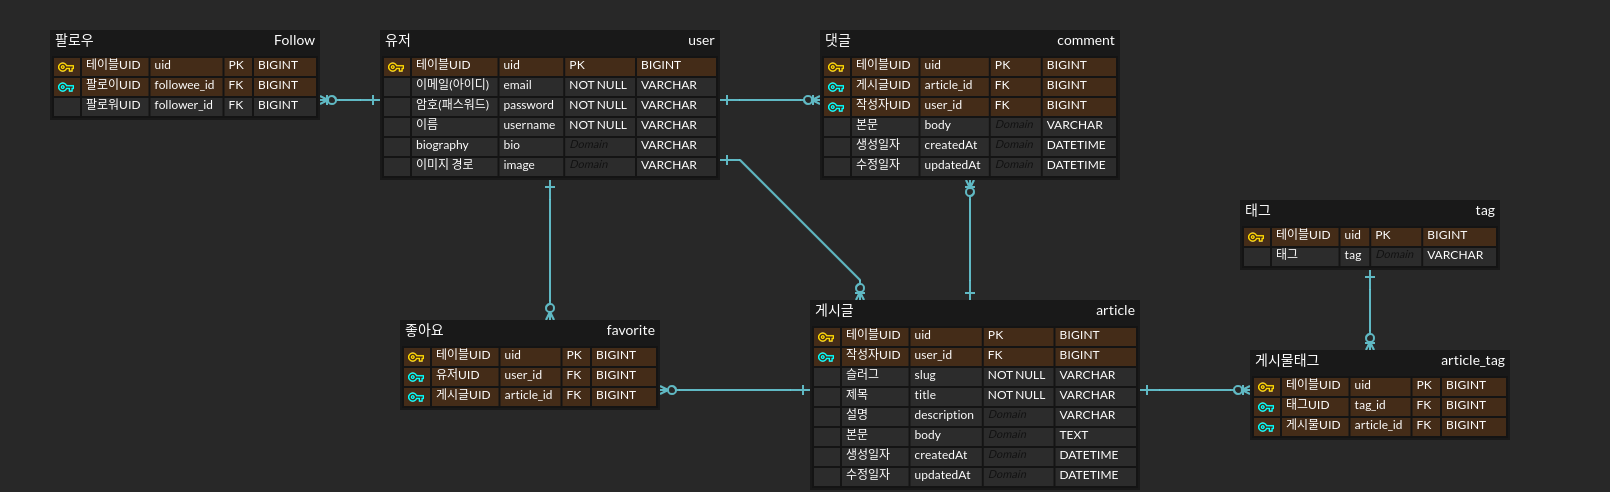 팔로우 Follow
테이블UID uid PK BIGINT
팔로이UID followee_id FK BIGINT
팔로워UID follower_id FK BIGINT
유저 user
테이블UID uid PK BIGINT
이메일(아이디) email NOT NULL VARCHAR
암호(패스워드) password NOT NULL VARCHAR
이름 username NOT NULL VARCHAR
biography bio Domain VARCHAR
이미지 경로 image Domain VARCHAR
댓글 comment
테이블UID uid PK BIGINT
게시글UID article_id FK BIGINT
작성자UID user_id FK BIGINT
본문 body Domain VARCHAR
생성일자 createdAt Domain DATETIME
수정일자 updatedAt Domain DATETIME
태그 tag
테이블UID uid PK BIGINT
태그 tag Domain VARCHAR
좋아요 favorite
테이블UID uid PK BIGINT
유저UID user_id FK BIGINT
게시글UID article_id FK BIGINT
게시글 article
테이블UID uid PK BIGINT
작성자UID user_id FK BIGINT
슬러그 slug NOT NULL VARCHAR
제목 title NOT NULL VARCHAR
설명 description Domain VARCHAR
본문 body Domain TEXT
생성일자 createdAt Domain DATETIME
수정일자 updatedAt Domain DATETIME
게시물태그 article_tag
테이블UID uid PK BIGINT
태그UID tag_id FK BIGINT
게시물UID article_id FK BIGINT